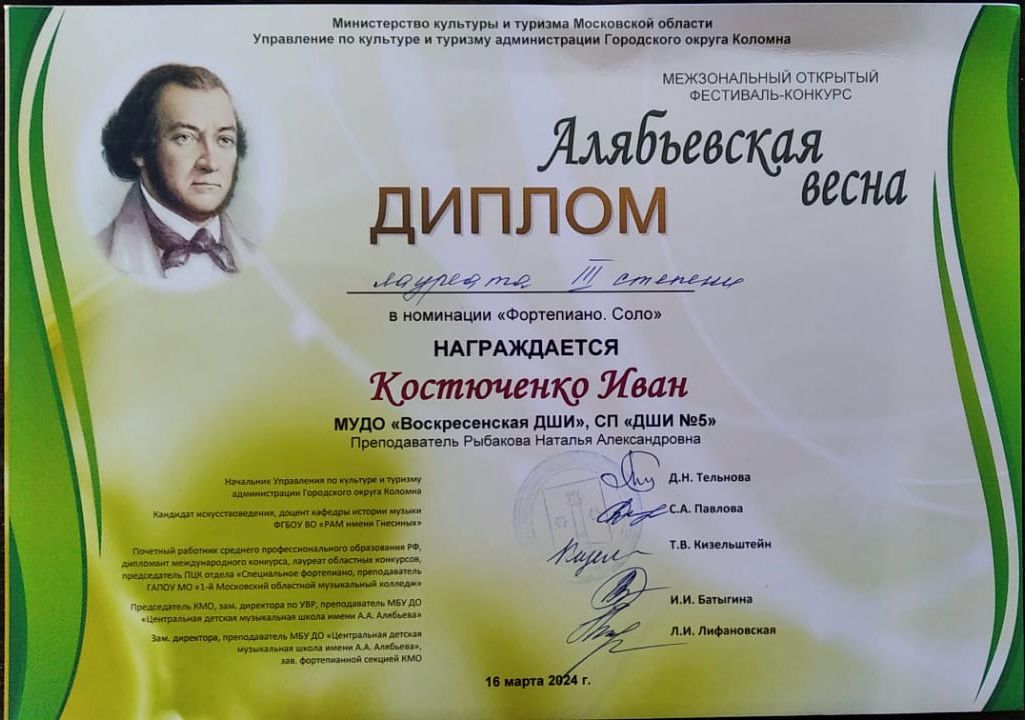 Министерство культуры и туризма Московской области
Управление по культуре и туризму администрации Городского округа Коломна
МЕЖЗОНАЛЬНЫЙ ОТКРЫТЫЙ
ФЕСТИВАЛЬ-КОНКУРС
Алябьевская
весна
ДИПЛОМ
лауреата III степени
в номинации «Фортепиано. Соло»
НАГРАЖДАЕТСЯ
Костюченко Иван
МУДО «Воскресенская ДШИ», СП «ДШИ №5»
Преподаватель Рыбакова Наталья Александровна
Начальник Управления по культуре и туризму
администрации Городского округа Коломна
Д.Н. Тельнова
Кандидат искусствоведения, доцент кафедры истории музыки
ФГБОУ ВО «РАМ имени Гнесиных»
С.А. Павлова
Почетный работник среднего профессионального образования РФ,
дипломант международного конкурса, лауреат областных конкурсов,
председатель ПЦК отдела «Специальное фортепиано, преподаватель
ГАПОУ МО «1-й Московский областной музыкальный колледж»
Т.В. Кизельштейн
Председатель КМО, зам. директора по УВР, преподаватель МБУ ДО
«Центральная детская музыкальная школа имени А.А. Алябьева»
И.И. Батыгина
Зам. директора, преподаватель МБУ ДО «Центральная детская
музыкальная школа имени А.А. Алябьева»,
зав. фортепианной секцией КМО
Л.И. Лифановская
16 марта 2024 г.